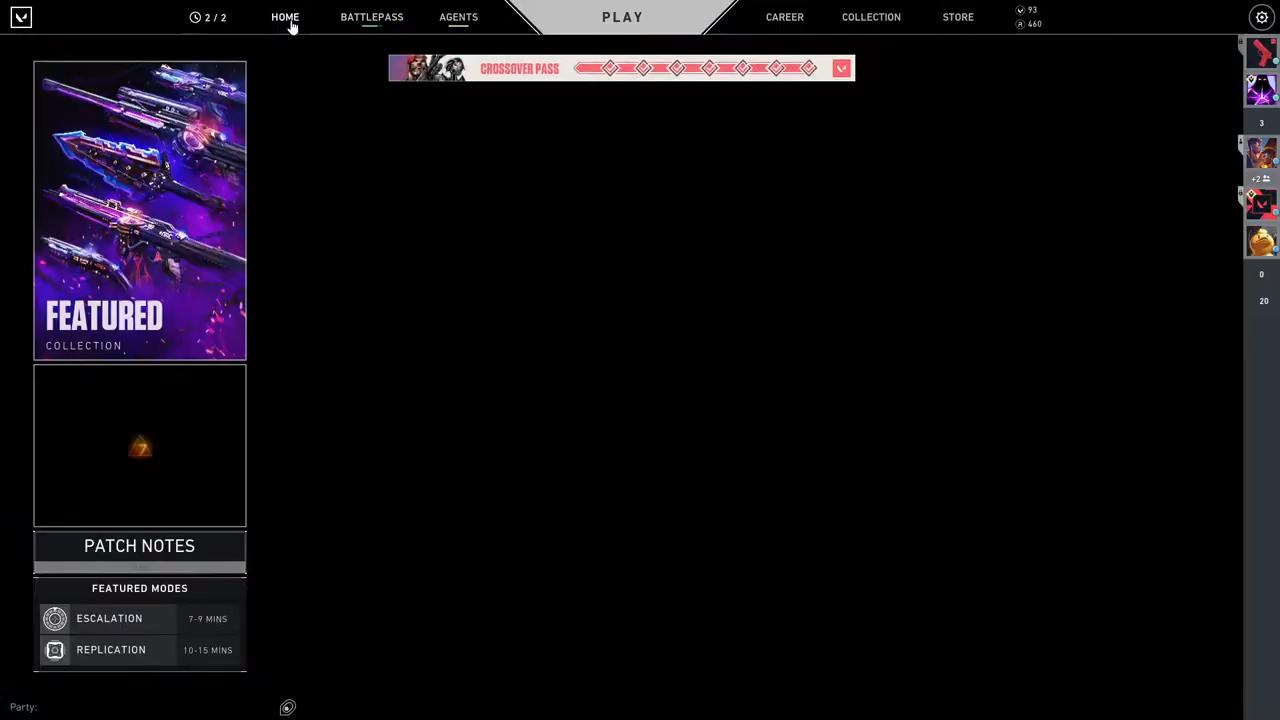 2 / 2
HOME
BATTLEPASS
AGENTS
PLAY
CAREER
COLLECTION
STORE
93
460
CROSSOVER PASS
FEATURED
COLLECTION
PATCH NOTES
FEATURED MODES
ESCALATION 7-9 MINS
REPLICATION 10-15 MINS
3
+2
0
20
Party: